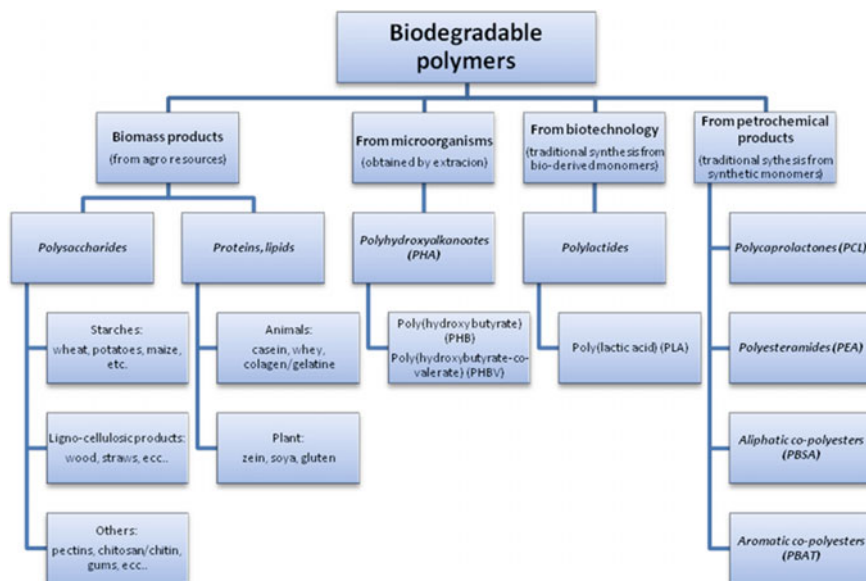 Biodegradable
polymers
Biomass products
(from agro resources)
From microorganisms
(obtained by extracion)
From biotechnology
(traditional synthesis from
bio-derived monomers)
From petrochemical
products
(traditional sythesis from
synthetic monomers)
Polysaccharides
Proteins, lipids
Polyhydroxyalkanoates
(PHA)
Polylactides
Polycaprolactones (PCL)
Starches:
wheat, potatoes, maize,
etc.
Animals:
casein, whey,
colagen/gelatine
Poly(hydroxybutyrate)
(PHB)
Poly(hydroxybutyrate-co-
valerate) (PHBV)
Poly(lactic acid) (PLA)
Polyesteramides (PEA)
Ligno-cellulosic products:
wood, straws, ecc..
Plant:
zein, soya, gluten
Aliphatic co-polyesters
(PBSA)
Others:
pectins, chitosan/chitin,
gums, ecc..
Aromatic co-polyesters
(PBAT)